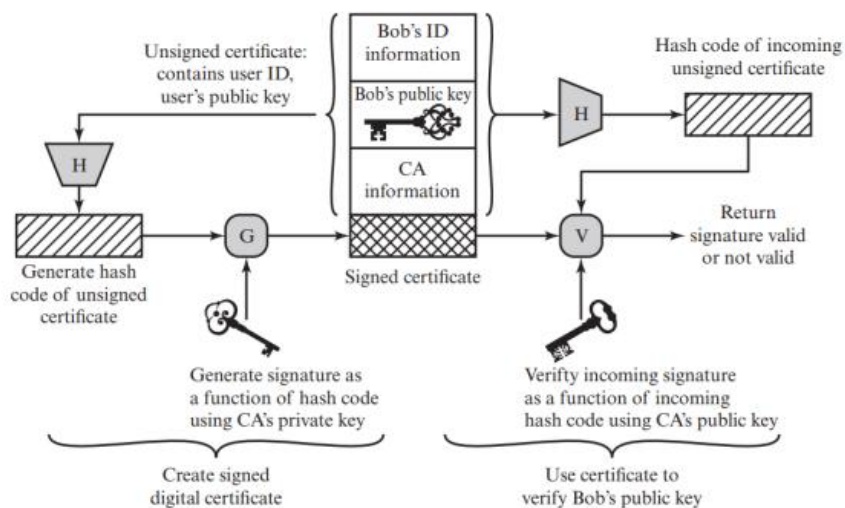 Unsigned certificate:
contains user ID,
user's public key
Bob's ID
information
Bob's public key
CA
information
Hash code of incoming
unsigned certificate
H
H
G
V
Generate hash
code of unsigned
certificate
Signed certificate
Return
signature valid
or not valid
Generate signature as
a function of hash code
using CA's private key
Verifty incoming signature
as a function of incoming
hash code using CA's public key
Create signed
digital certificate
Use certificate to
verify Bob's public key